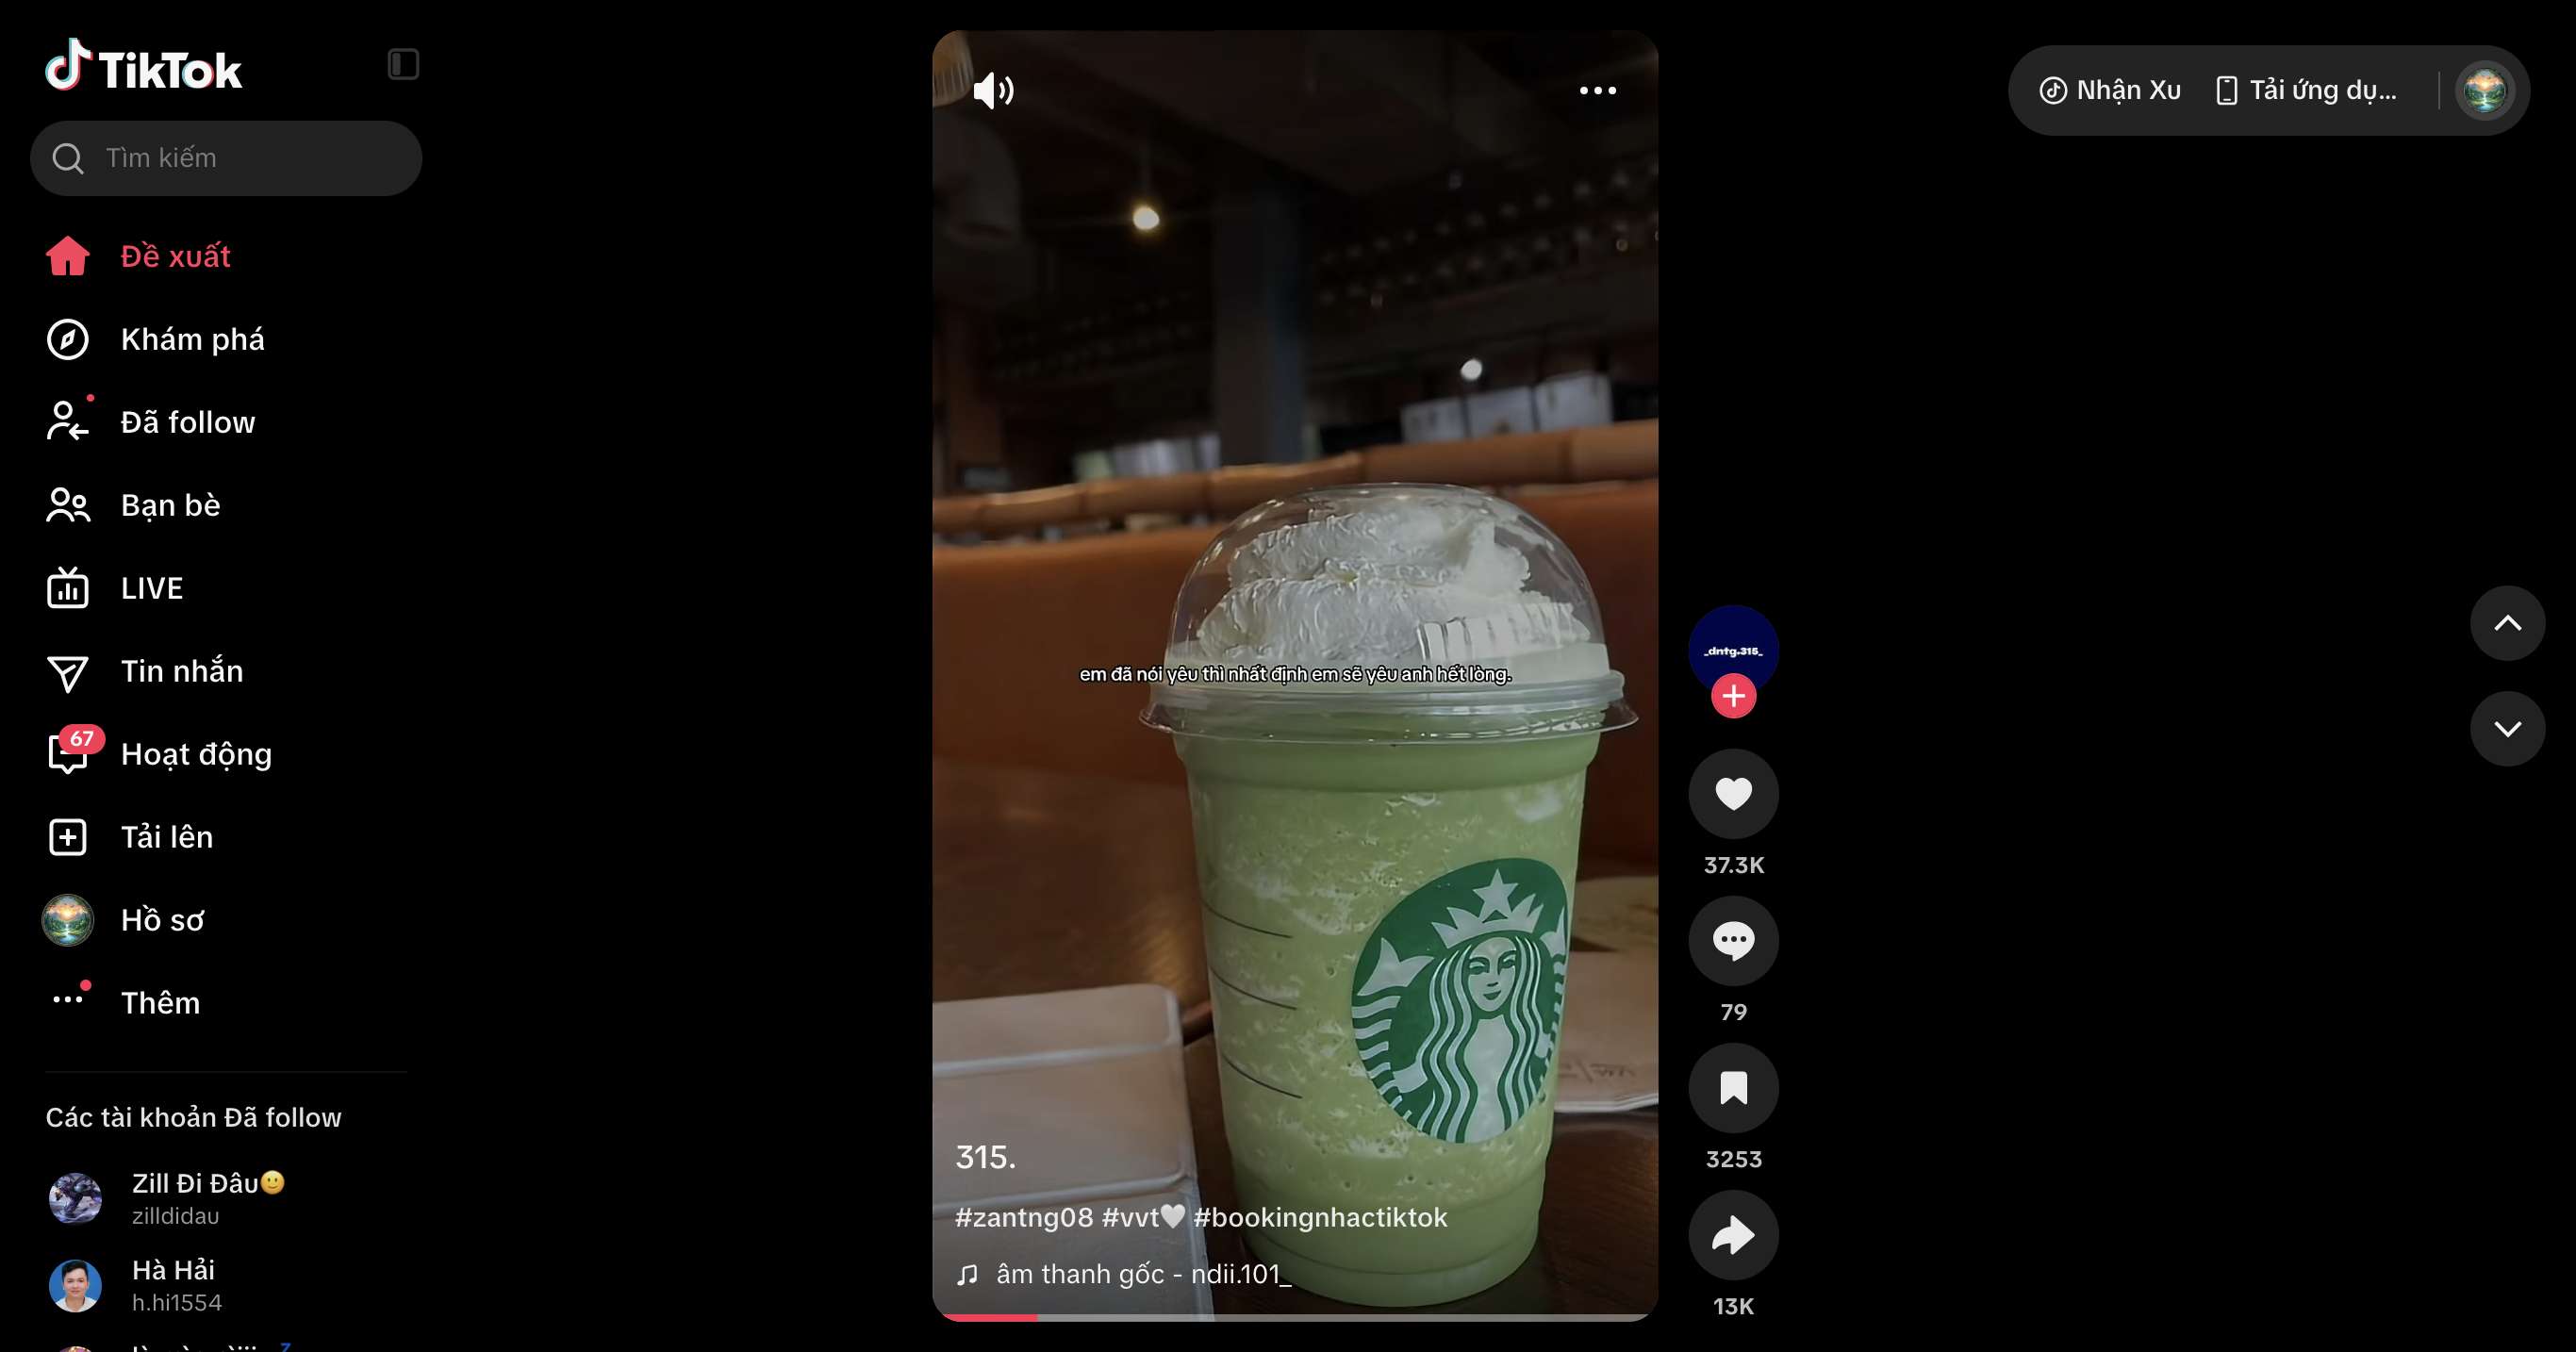 TikTok
Tìm kiếm
Đề xuất
Khám phá
Đã follow
Bạn bè
LIVE
Tin nhắn
67
Hoạt động
Tải lên
Hồ sơ
Thêm
Các tài khoản Đã follow
Zill Đi Đâu🙂
zilldidau
Hà Hải
h.hi1554
em đã nói yêu thì nhất định em sẽ yêu anh hết lòng.
315.
#zantng08 #vvt🤍 #bookingnhactiktok
âm thanh gốc - ndii.101_
_dntg.315_
37.3K
79
3253
13K
Nhận Xu
Tải ứng dụ...